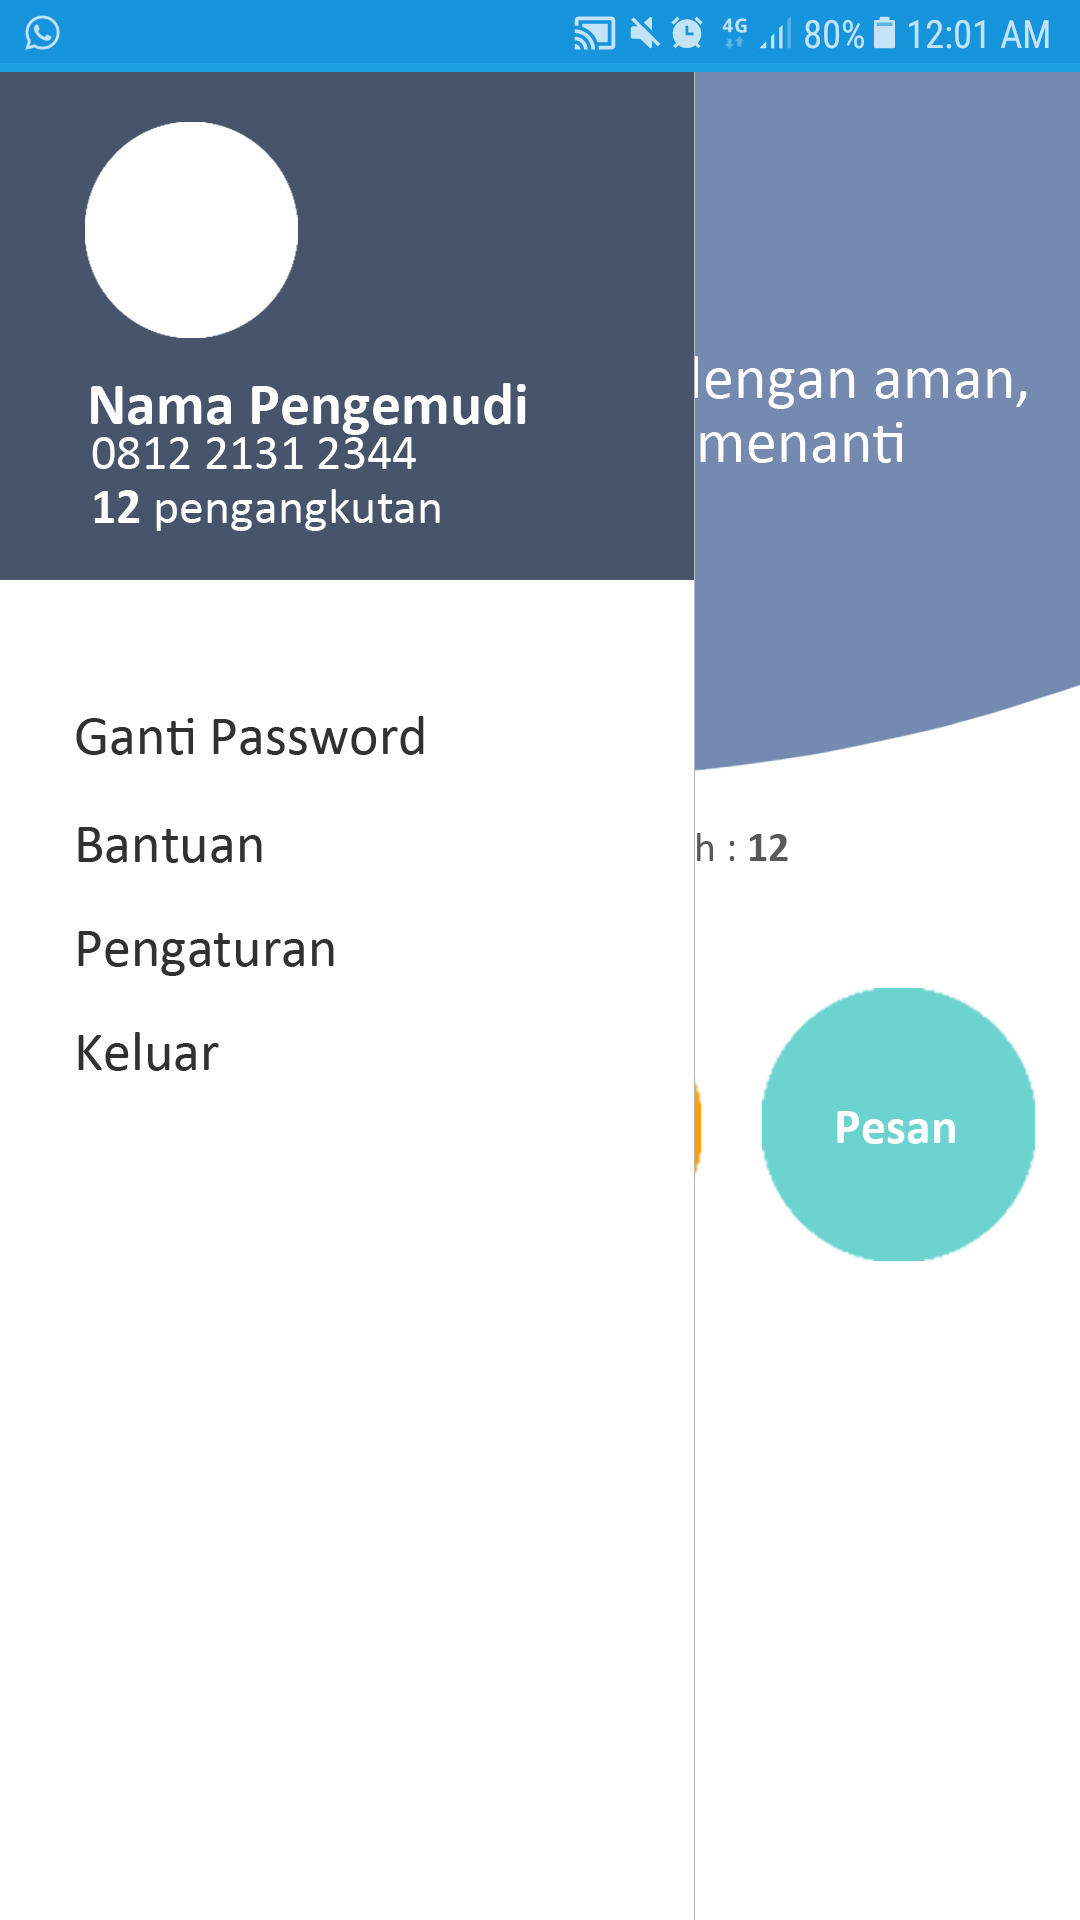 4G 80% 12:01 AM
Nama Pengemudi
0812 2131 2344
12 pengangkutan
Ganti Password
Bantuan
Pengaturan
Keluar
aman,
menanti
: 12
Pesan